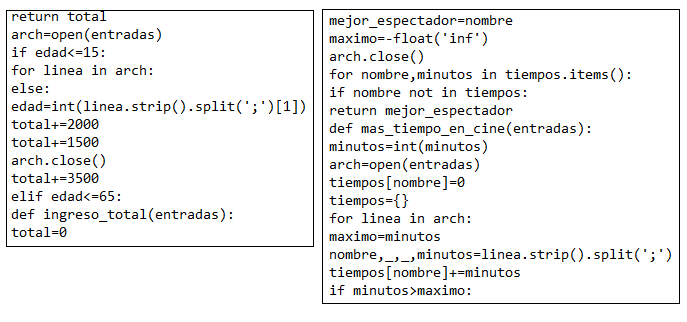 return total
arch=open(entradas)
if edad<=15:
for linea in arch:
else:
edad=int(linea.strip().split(';')[1])
total+=2000
total+=1500
arch.close()
total+=3500
elif edad<=65:
def ingreso_total(entradas):
total=0
mejor_espectador=nombre
maximo=-float('inf')
arch.close()
for nombre,minutos in tiempos.items():
if nombre not in tiempos:
return mejor_espectador
def mas_tiempo_en_cine(entradas):
minutos=int(minutos)
arch=open(entradas)
tiempos[nombre]=0
tiempos={}
for linea in arch:
maximo=minutos
nombre,_,_,minutos=linea.strip().split(';')
tiempos[nombre]+=minutos
if minutos>maximo: